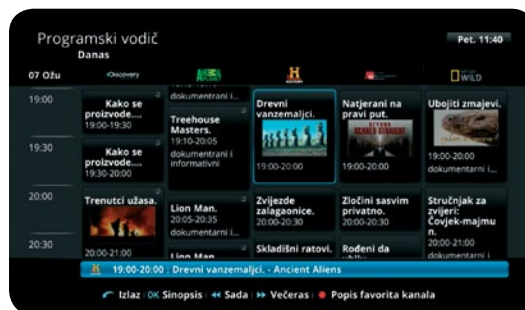 Programski vodič
Pet. 11:40
Danas
07 Ožu
Discovery
H
WILD
19:00
Kako se
proizvode....
19:00-19:30
dokumentrani i...
Treehouse
Masters.
19:10-20:05
dokumentrani i
informativni
Drevni
vanzemaljci.
19:00-20:00
Natjerani na
pravi put.
19:00-20:00
Ubojiti zmajevi.
19:00-20:00
dokumentarni i...
19:30
Kako se
proizvode....
19:30-20:00
20:00
Trenutci užasa.
20:00-21:00
Lion Man.
20:05-20:35
dokumentarni i...
Zvijezde
zalagaonice.
20:00-20:30
Zločini sasvim
privatno.
20:00-20:30
Stručnjak za
zvijeri:
Čovjek-majmu
n.
20:00-21:00
dokumentarni i
20:30
Lion Man.
Skladišni ratovi.
Rođeni da
H 19:00-20:00 : Drevni vanzemaljci. - Ancient Aliens
Izlaz OK Sinopsis Sada Večeras Popis favorita kanala